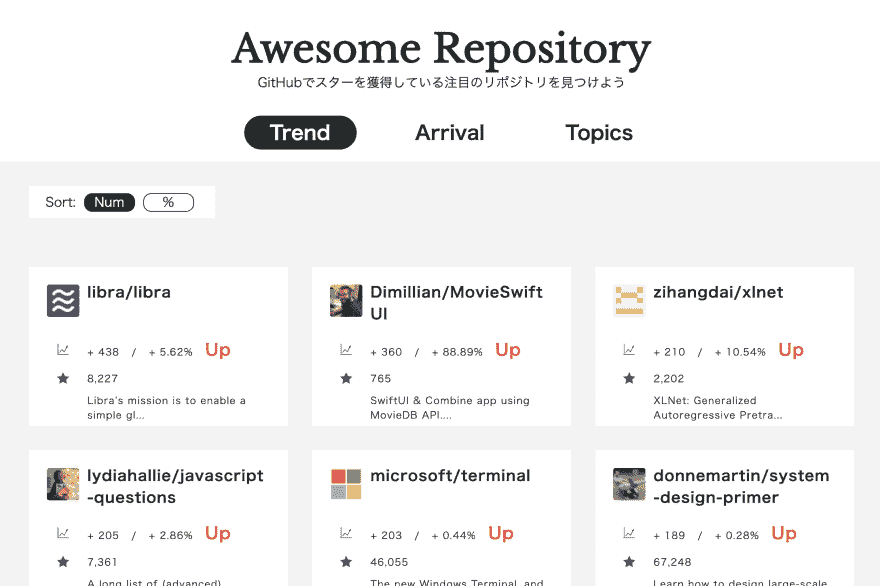 Awesome Repository
GitHubでスターを獲得している注目のリポジトリを見つけよう
Trend
Arrival
Topics
Sort: Num %
libra/libra
+ 438 / + 5.62% Up
8,227
Libra's mission is to enable a
simple gl...
Dimillian/MovieSwift
UI
+ 360 / + 88.89% Up
765
SwiftUI & Combine app using
MovieDB API....
zihangdai/xlnet
+ 210 / + 10.54% Up
2,202
XLNet: Generalized
Autoregressive Pretra...
lydiahallie/javascript
-questions
+ 205 / + 2.86% Up
7,361
A long list of (advanced)
microsoft/terminal
+ 203 / + 0.44% Up
46,055
The new Windows Terminal, and
donnemartin/system
-design-primer
+ 189 / + 0.28% Up
67,248
Learn how to design large-scale